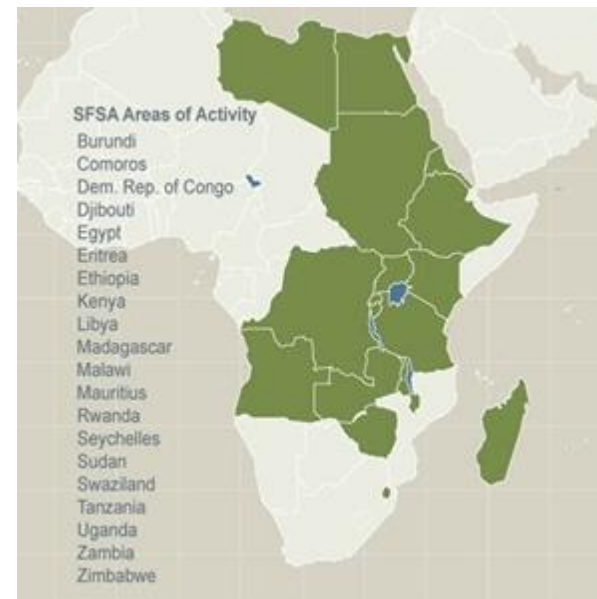 SFSA Areas of Activity
Burundi
Comoros
Dem. Rep. of Congo
Djibouti
Egypt
Eritrea
Ethiopia
Kenya
Libya
Madagascar
Malawi
Mauritius
Rwanda
Seychelles
Sudan
Swaziland
Tanzania
Uganda
Zambia
Zimbabwe